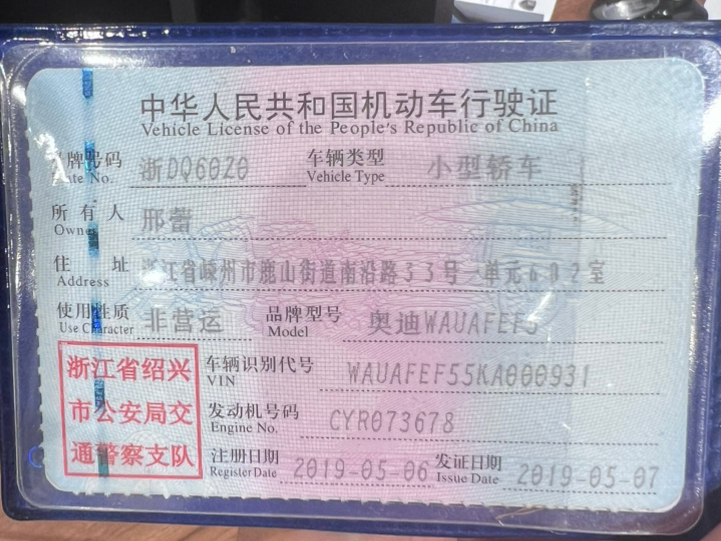 中华人民共和国机动车行驶证
Vehicle License of the People's Republic of China
号牌号码 浙DQ60Z0 车辆类型 小型轿车
Plate No. Vehicle Type
所有人 邢蕾
Owner
住址 浙江省嵊州市鹿山街道南沿路33号一单元602室
Address
使用性质 非营运 品牌型号 奥迪WAUAFEF5
Use Character Model
浙江省绍兴
市公安局交
通警察支队
车辆识别代号 WAUAFEF55KA000931
VIN
发动机号码 CYR073678
Engine No.
注册日期 2019-05-06 发证日期 2019-05-07
Register Date Issue Date